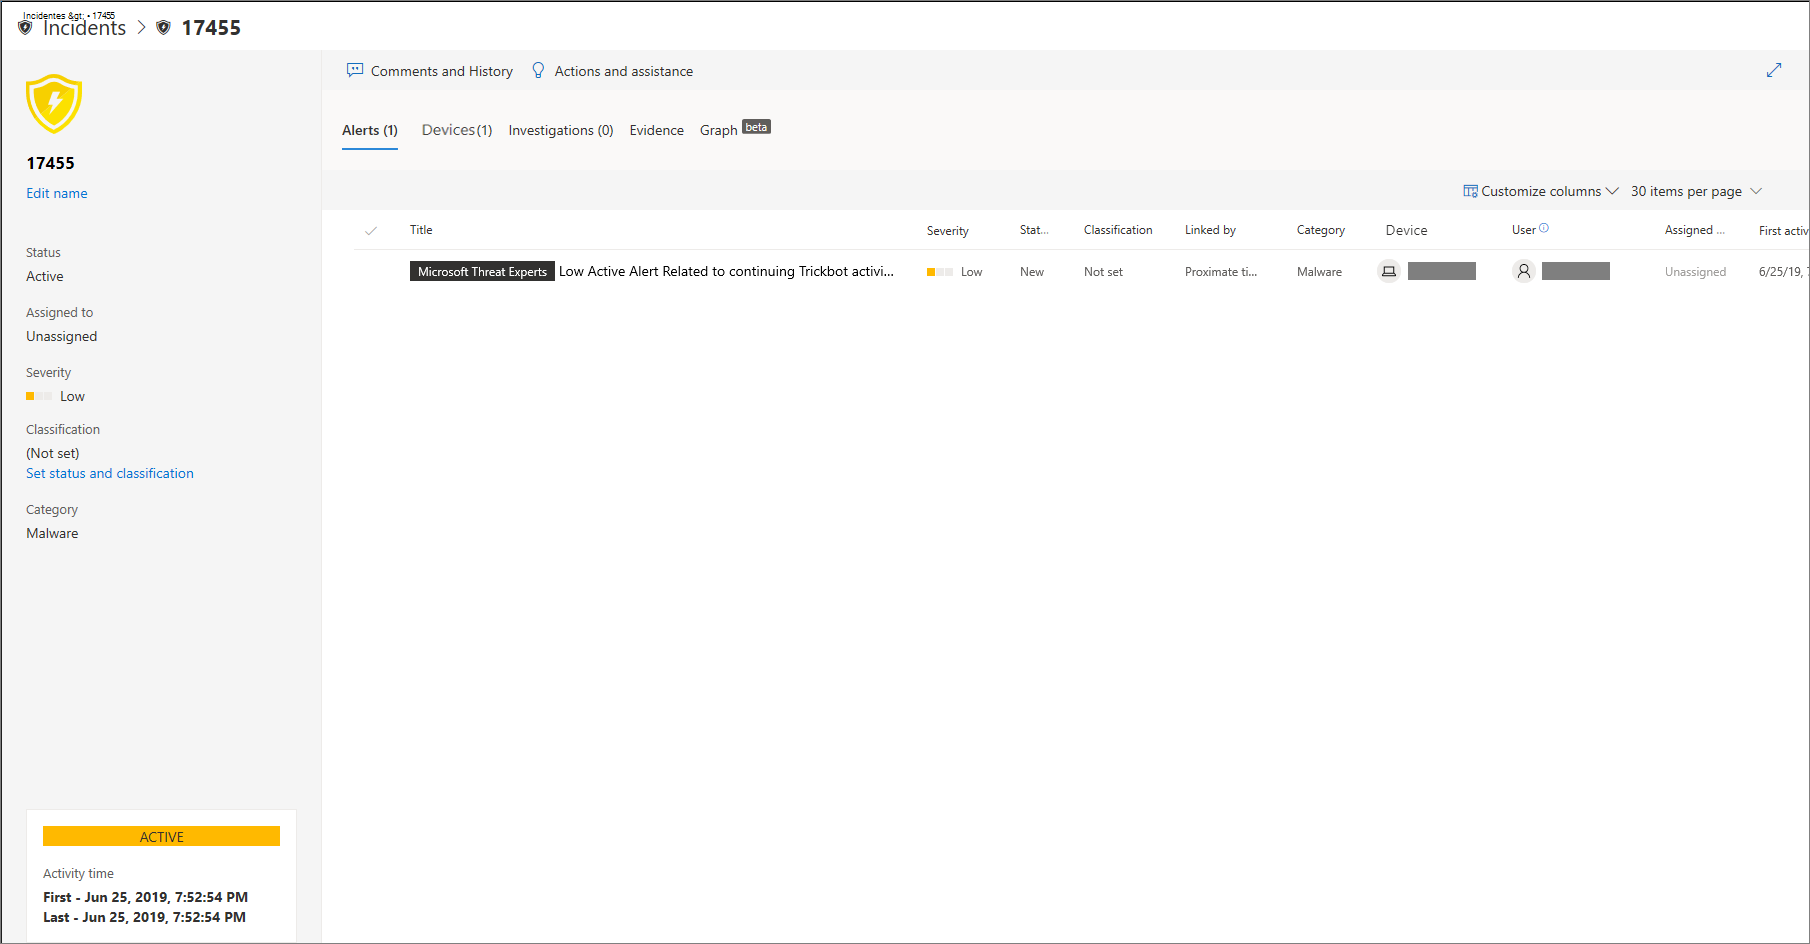 Incidentes &gt; • 17455
Incidents > 17455
Comments and History Actions and assistance
Alerts (1) Devices (1) Investigations (0) Evidence Graph beta
17455
Edit name
Customize columns 30 items per page
Title Severity Stat... Classification Linked by Category Device User Assigned ... First activ
Microsoft Threat Experts Low Active Alert Related to continuing Trickbot activi... Low New Not set Proximate ti... Malware Unassigned 6/25/19,
Status
Active
Assigned to
Unassigned
Severity
Low
Classification
(Not set)
Set status and classification
Category
Malware
ACTIVE
Activity time
First - Jun 25, 2019, 7:52:54 PM
Last - Jun 25, 2019, 7:52:54 PM